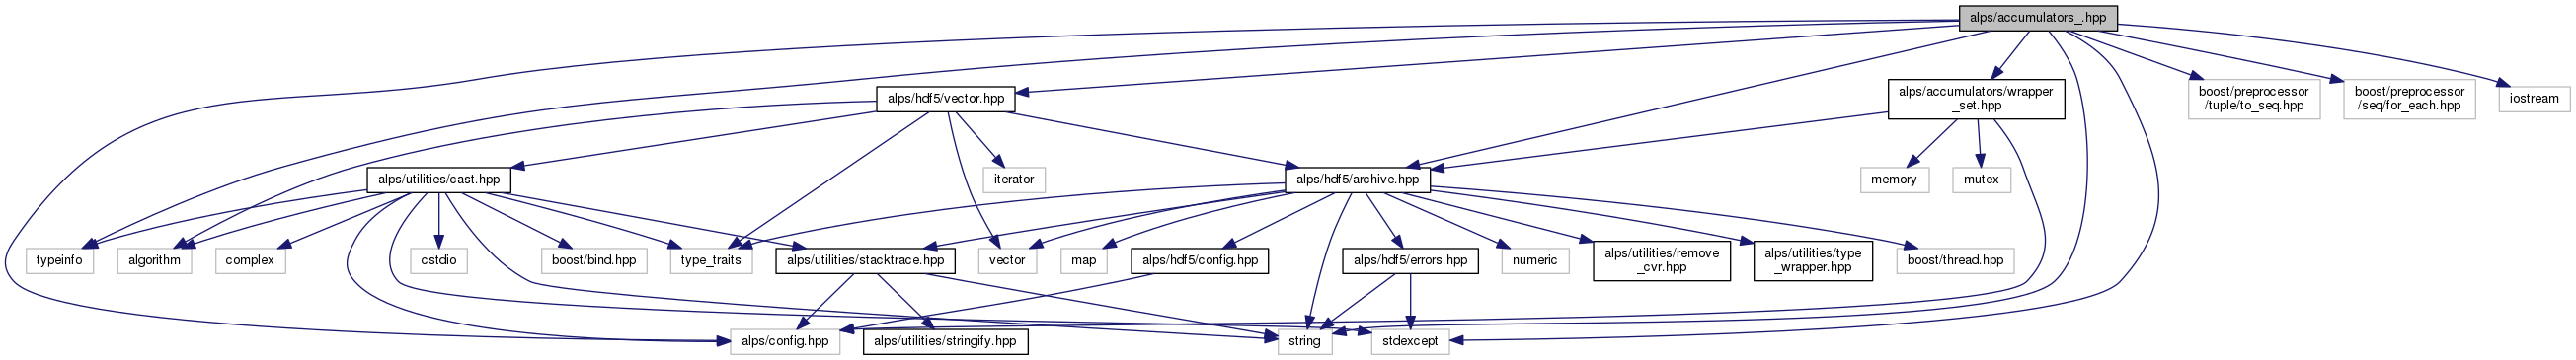 alps/accumulators_.hpp
alps/hdf5/vector.hpp
alps/accumulators/wrapper
_set.hpp
boost/preprocessor
/tuple/to_seq.hpp
boost/preprocessor
/seq/for_each.hpp
iostream
alps/utilities/cast.hpp
iterator
alps/hdf5/archive.hpp
memory
mutex
typeinfo
algorithm
complex
cstdio
boost/bind.hpp
type_traits
alps/utilities/stacktrace.hpp
vector
map
alps/hdf5/config.hpp
alps/hdf5/errors.hpp
numeric
alps/utilities/remove
_cvr.hpp
alps/utilities/type
_wrapper.hpp
boost/thread.hpp
alps/config.hpp
alps/utilities/stringify.hpp
string
stdexcept